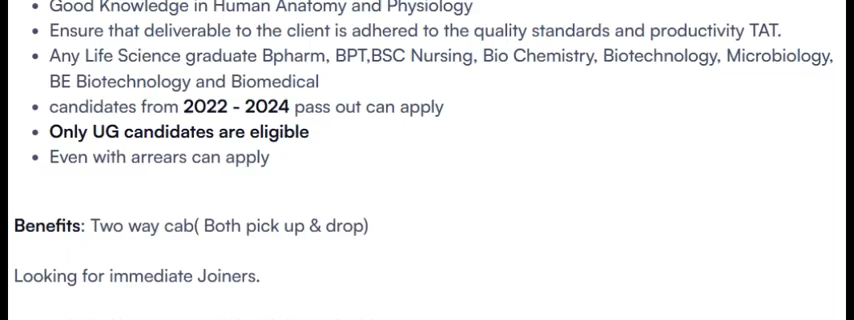 Good Knowledge in Human Anatomy and Physiology
Ensure that deliverable to the client is adhered to the quality standards and productivity TAT.
Any Life Science graduate Bpharm, BPT,BSC Nursing, Bio Chemistry, Biotechnology, Microbiology,
BE Biotechnology and Biomedical
candidates from 2022 - 2024 pass out can apply
Only UG candidates are eligible
Even with arrears can apply
Benefits: Two way cab( Both pick up & drop)
Looking for immediate Joiners.